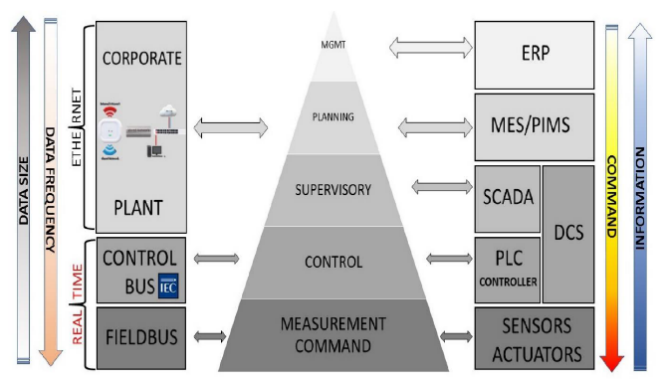 DATA SIZE
DATA FREQUENCY
ETHERNET
REAL TIME
CORPORATE
PLANT
CONTROL
BUS IEC
FIELDBUS
MGMT
PLANNING
SUPERVISORY
CONTROL
MEASUREMENT
COMMAND
ERP
MES/PIMS
SCADA
DCS
PLC
CONTROLLER
SENSORS
ACTUATORS
COMMAND
INFORMATION